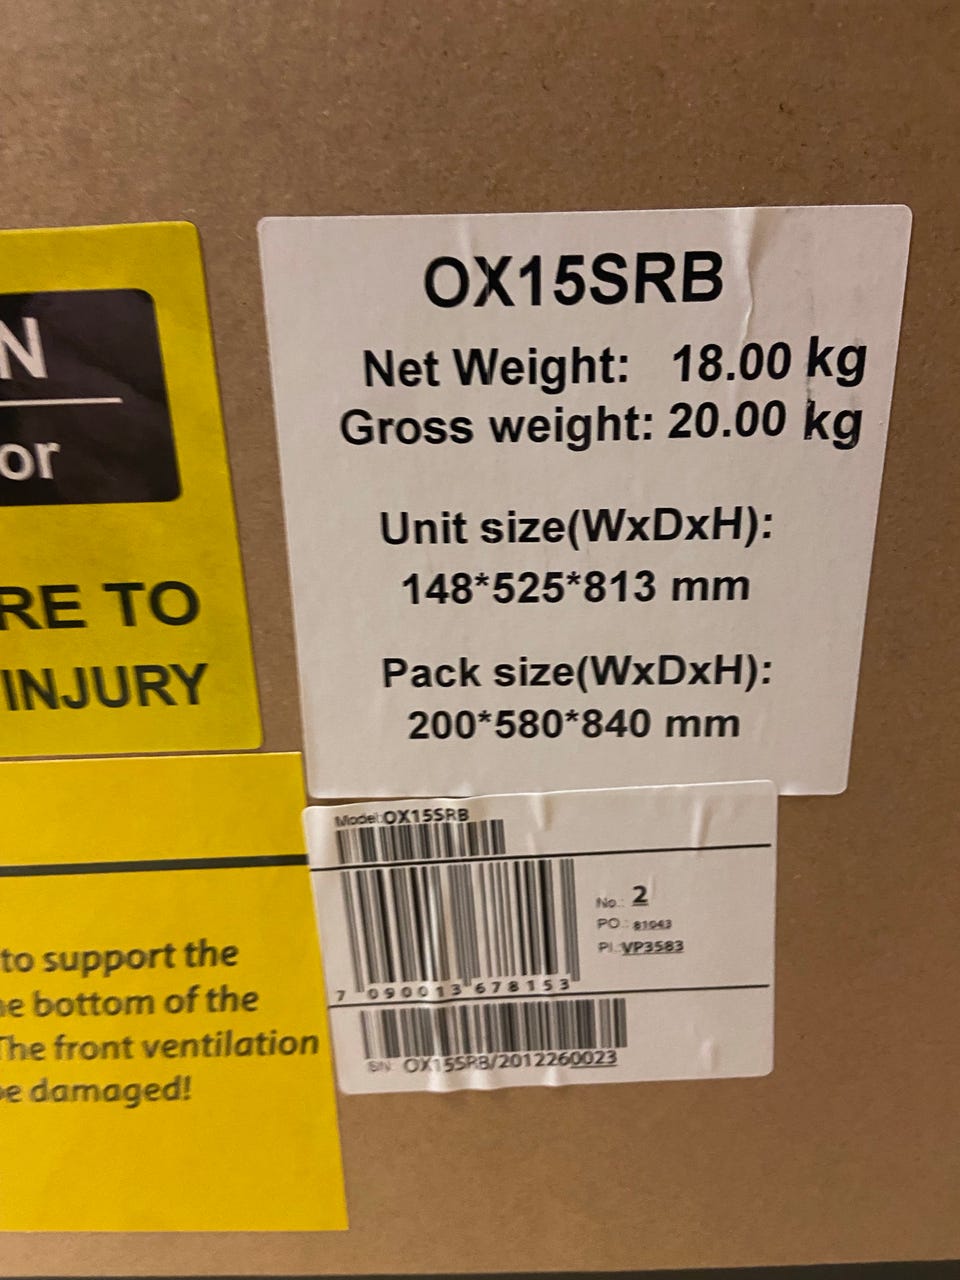 N
or
RE TO
INJURY
to support the
e bottom of the
The front ventilation
be damaged!
OX15SRB
Net Weight: 18.00 kg
Gross weight: 20.00 kg
Unit size(WxDxH):
148*525*813 mm
Pack size(WxDxH):
200*580*840 mm
Model:OX15SRB
No.: 2
PO.: 81043
PI.:VP3583
7 090013 678153
SN: OX15SRB/2012260023